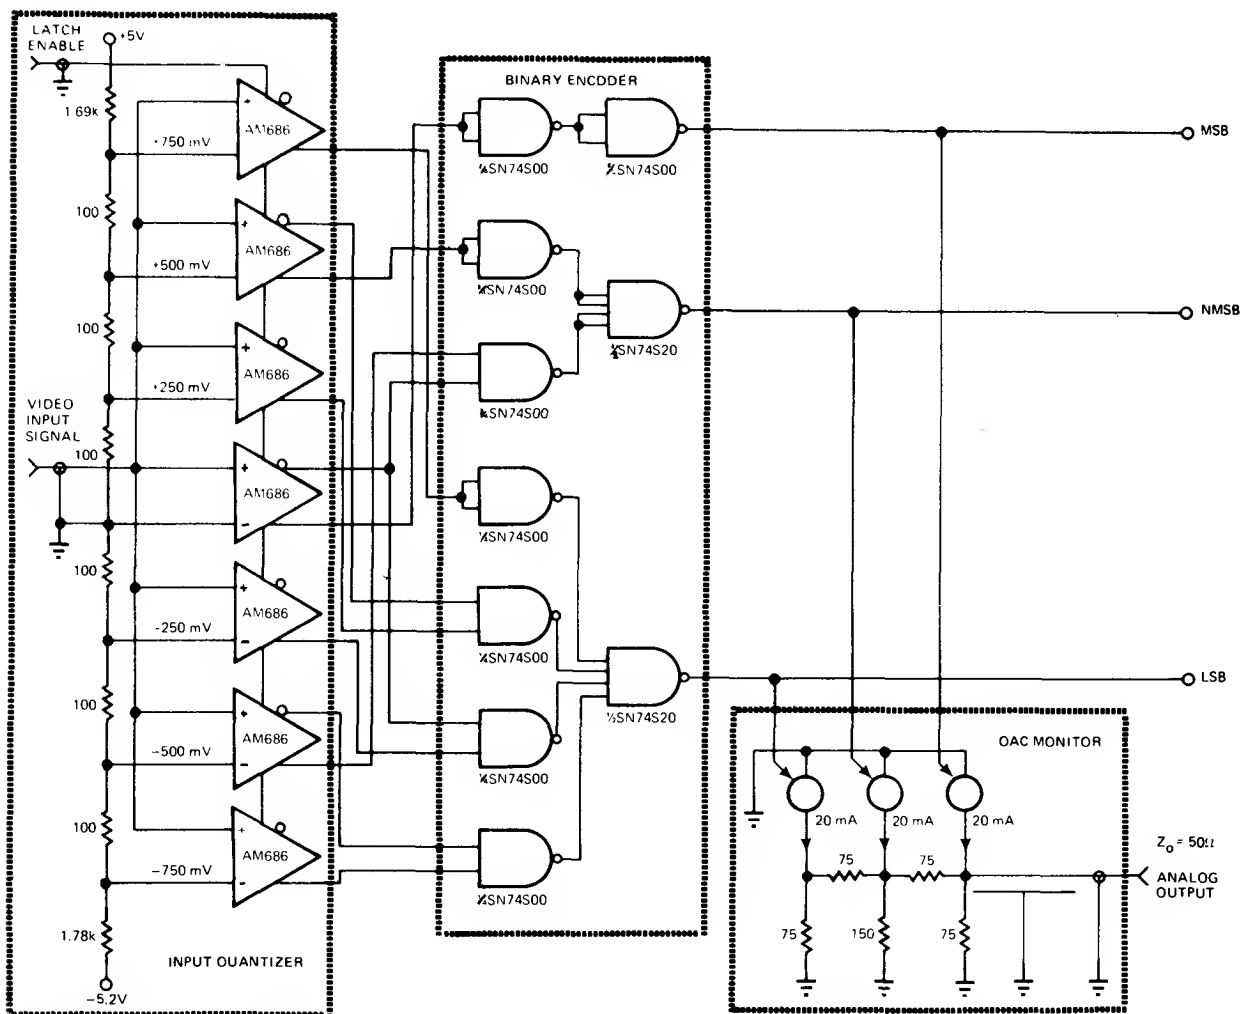 LATCH
ENABLE
+5V
1.69k
+
AM686
+750 mV
100
+
AM686
+500 mV
100
+
AM686
+250 mV
VIDEO
INPUT
SIGNAL
100
+
AM686
−
100
+
AM686
-250 mV
−
100
+
AM686
−500 mV
−
100
+
AM686
−750 mV
−
1.78k
−5.2V
INPUT QUANTIZER
BINARY ENCDDER
¼SN74S00
¼SN74S00
¼SN74S00
½SN74S20
¼SN74S00
¼SN74S00
¼SN74S00
½SN74S20
¼SN74S00
¼SN74S00
MSB
NMSB
LSB
OAC MONITOR
20 mA
20 mA
20 mA
75
75
75
150
75
Zo = 50Ω
ANALOG
OUTPUT